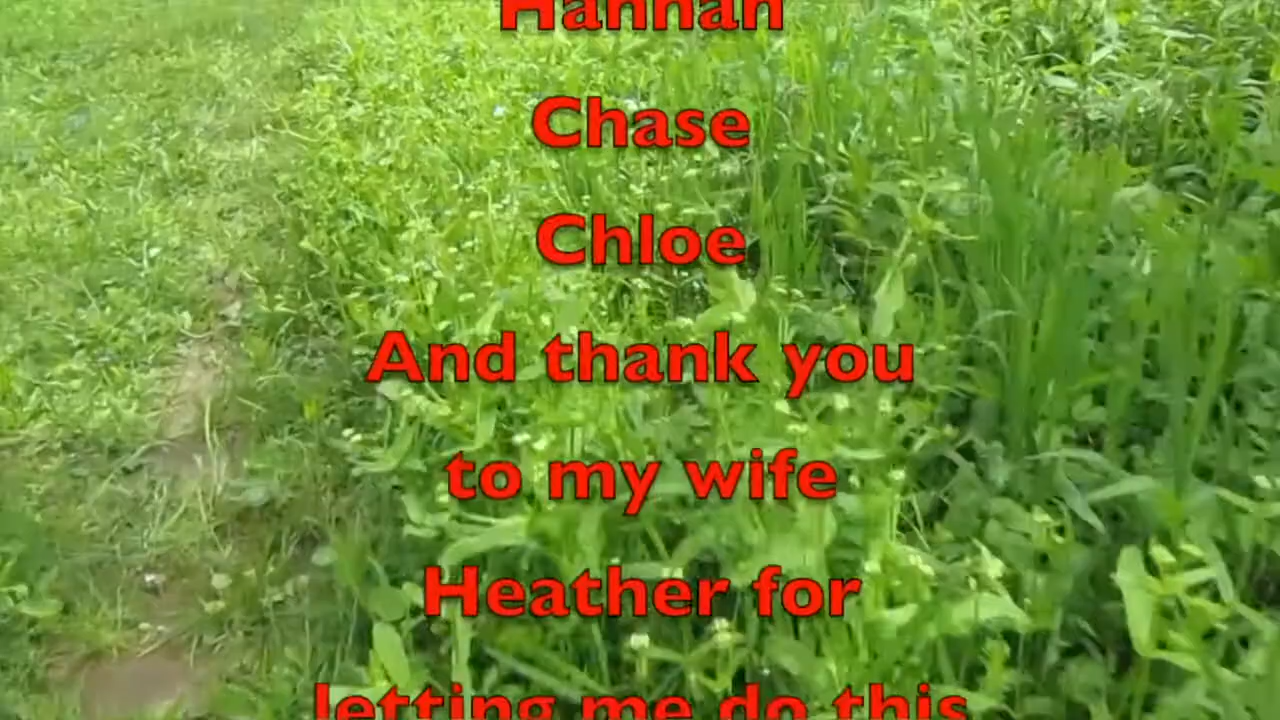 Hannah
Chase
Chloe
And thank you
to my wife
Heather for
letting me do this